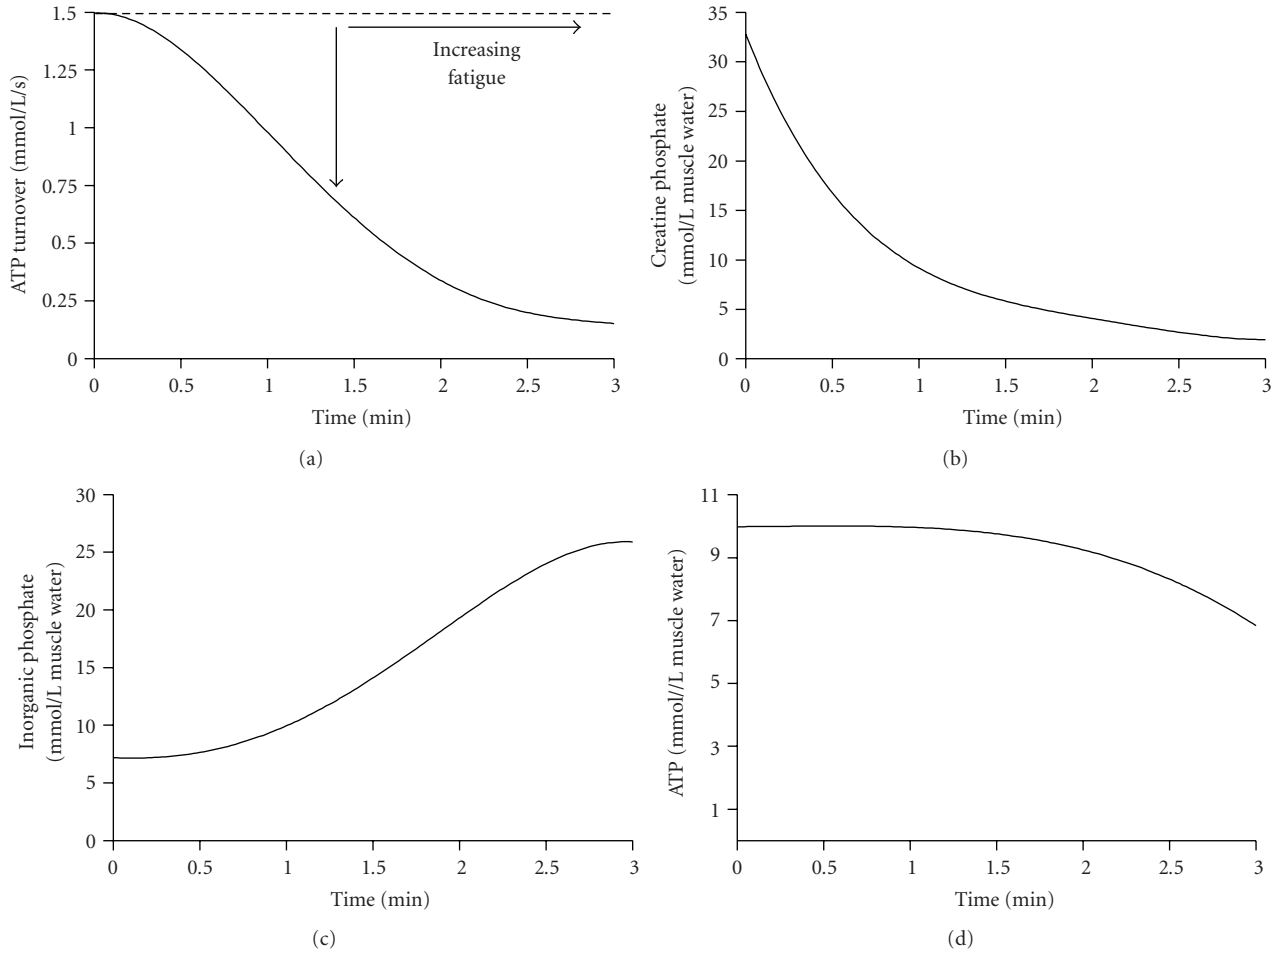 ATP turnover (mmol/L/s)
1.5
1.25
1
0.75
0.5
0.25
0
Increasing
fatigue
0 0.5 1 1.5 2 2.5 3
Time (min)
(a)
Creatine phosphate
(mmol/L muscle water)
35
30
25
20
15
10
5
0
0 0.5 1 1.5 2 2.5 3
Time (min)
(b)
Inorganic phosphate
(mmol/L muscle water)
30
25
20
15
10
5
0
0 0.5 1 1.5 2 2.5 3
Time (min)
(c)
ATP (mmol//L muscle water)
11
9
7
5
3
1
0 0.5 1 1.5 2 2.5 3
Time (min)
(d)